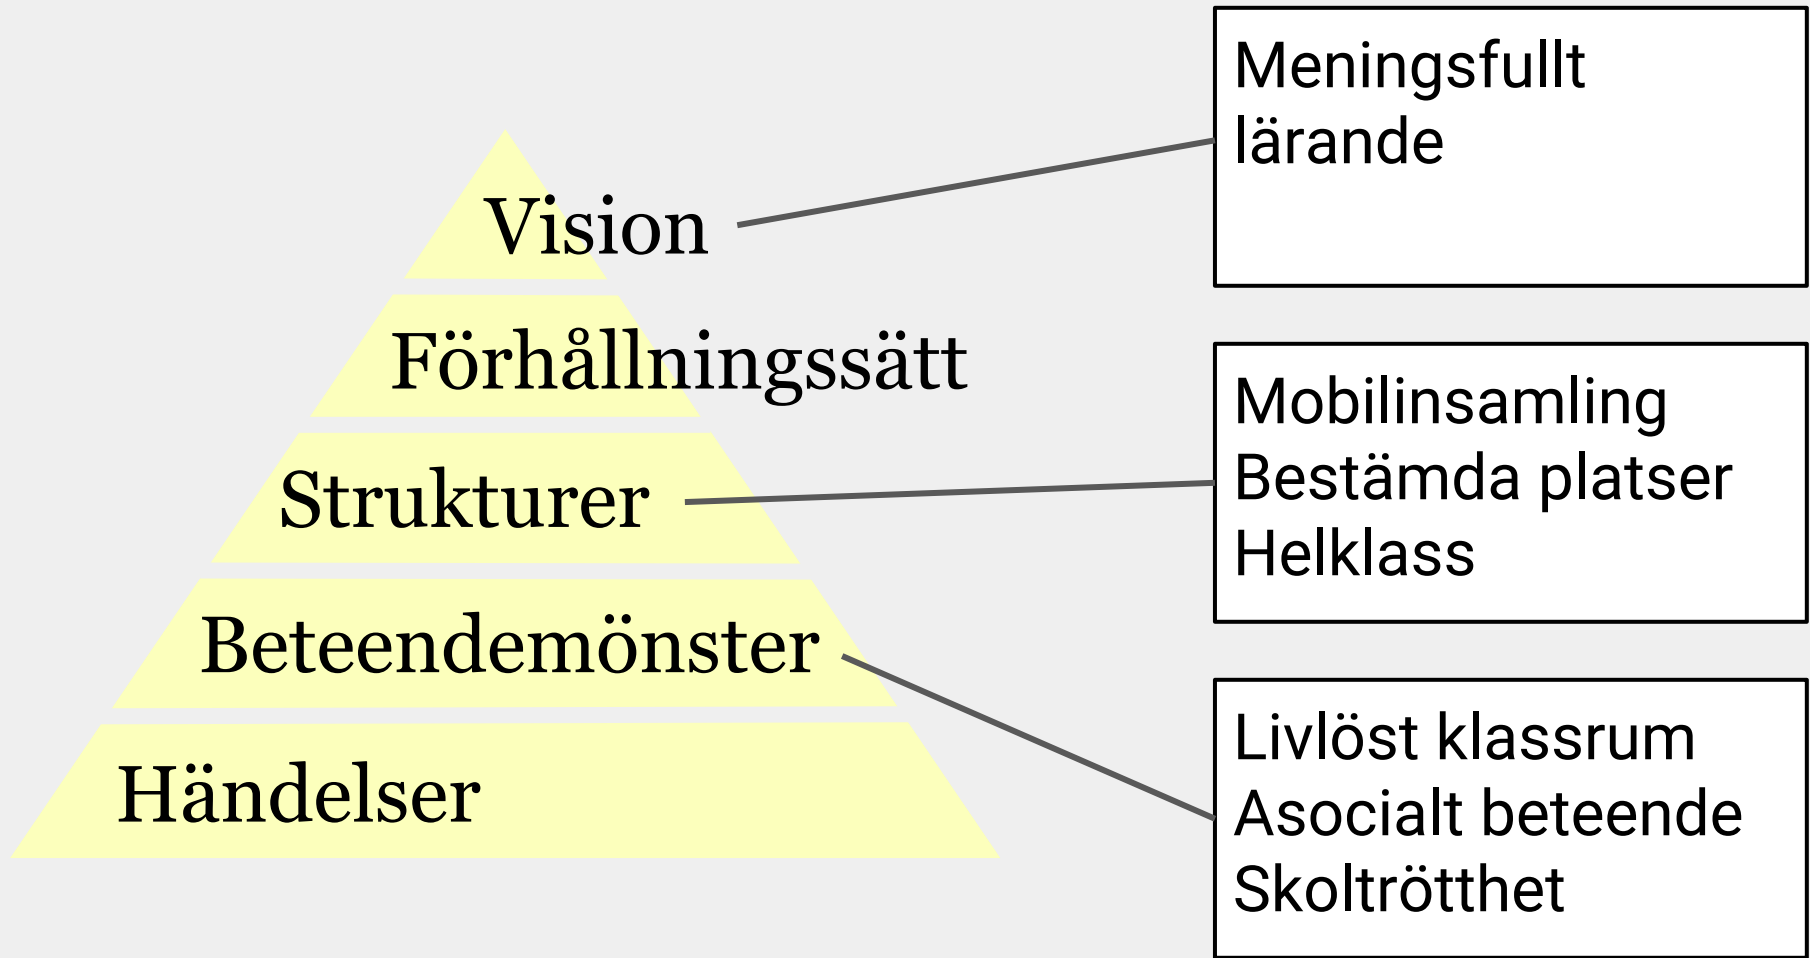 Vision
Förhållningssätt
Strukturer
Beteendemönster
Händelser
Meningsfullt
lärande
Mobilinsamling
Bestämda platser
Helklass
Livlöst klassrum
Asocialt beteende
Skoltrötthet